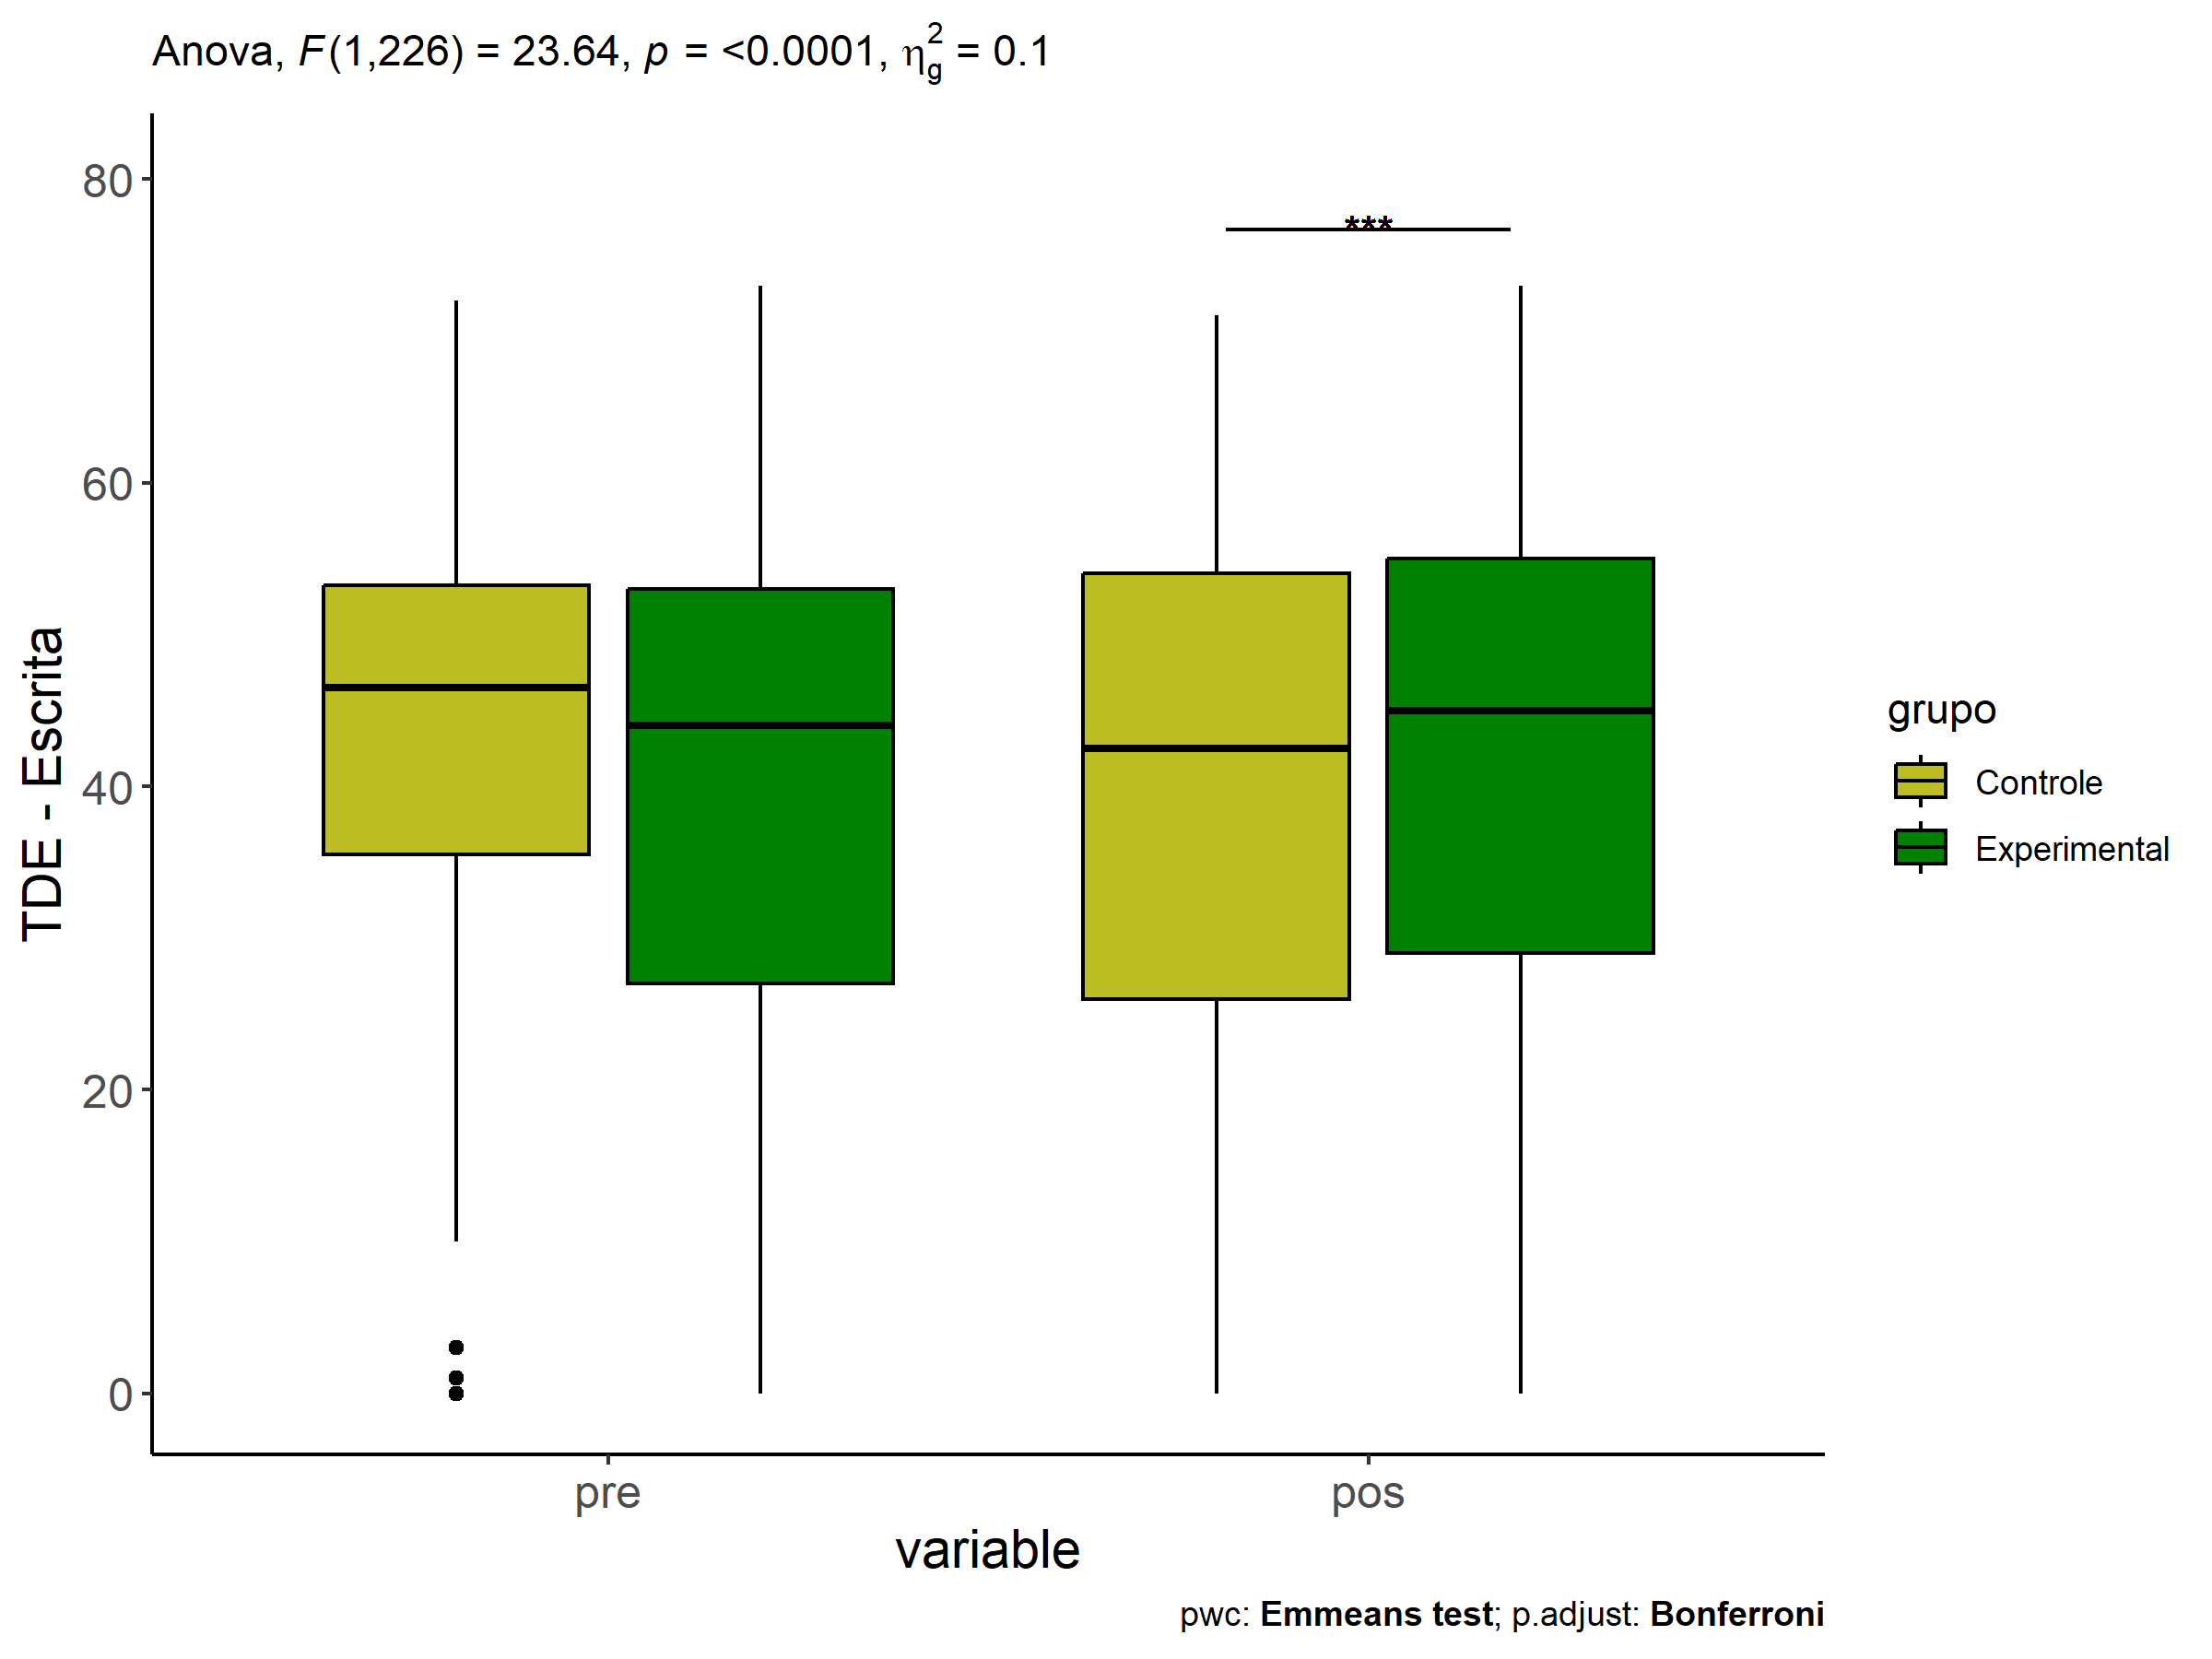 Anova, F(1,226) = 23.64, p = <0.0001, η²g = 0.1
80
60
40
20
0
TDE - Escrita
***
pre
pos
variable
grupo
Controle
Experimental
pwc: Emmeans test; p.adjust: Bonferroni